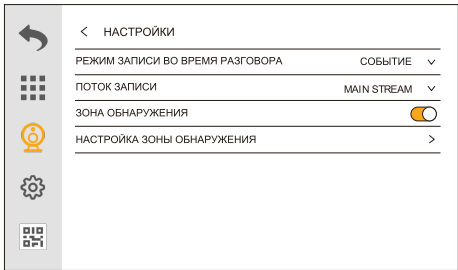 НАСТРОЙКИ
РЕЖИМ ЗАПИСИ ВО ВРЕМЯ РАЗГОВОРА СОБЫТИЕ
ПОТОК ЗАПИСИ MAIN STREAM
ЗОНА ОБНАРУЖЕНИЯ
НАСТРОЙКА ЗОНЫ ОБНАРУЖЕНИЯ